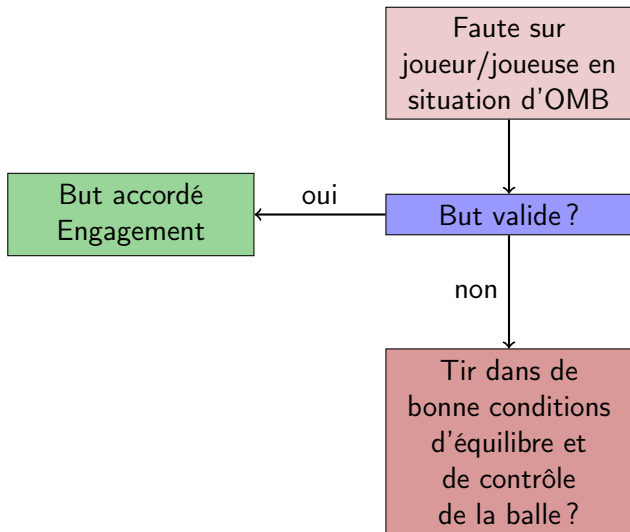 Faute sur
joueur/joueuse en
situation d'OMB
But accordé
Engagement
oui
But valide ?
non
Tir dans de
bonne conditions
d'équilibre et
de contrôle
de la balle ?